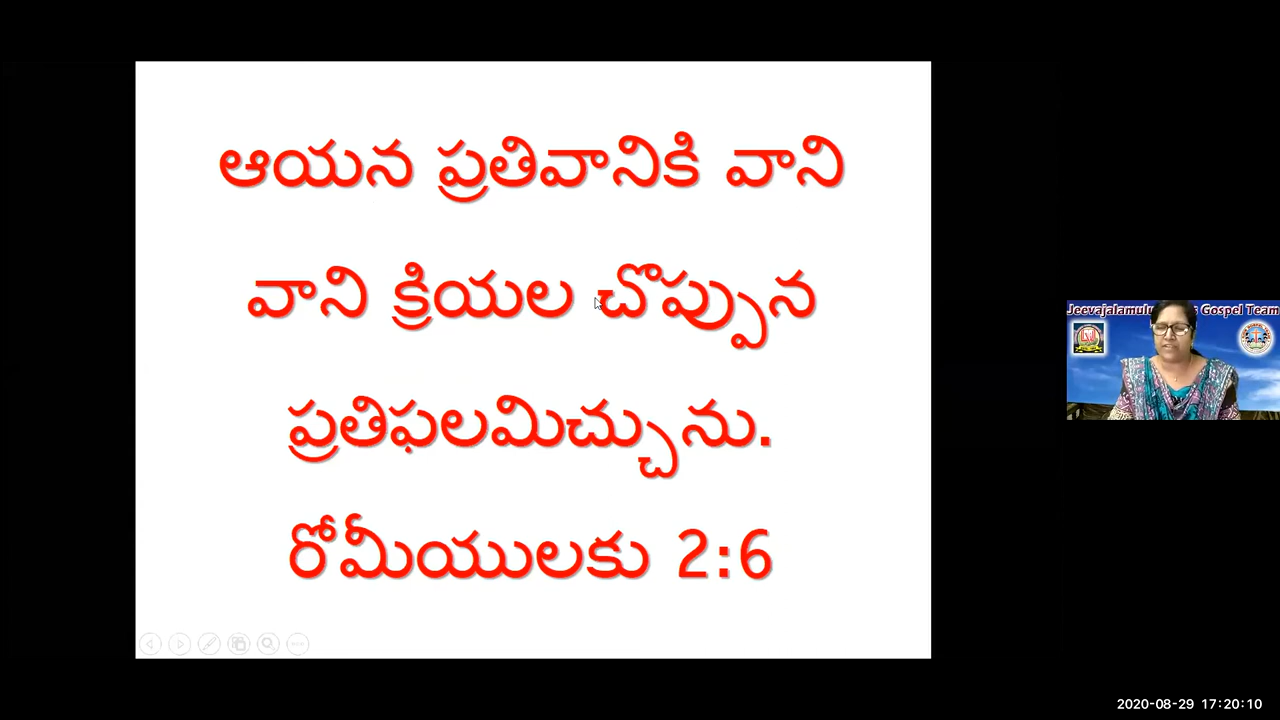 ఆయన ప్రతివానికి వాని
వాని క్రియల చొప్పున
ప్రతిఫలమిచ్చును.
రోమీయులకు 2:6
Jeevajalamulu Gospel Team
2020-08-29 17:20:10